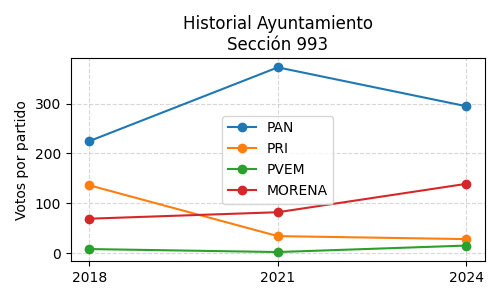 Historial Ayuntamiento
Sección 993
Votos por partido
300
200
100
0
PAN
PRI
PVEM
MORENA
2018
2021
2024